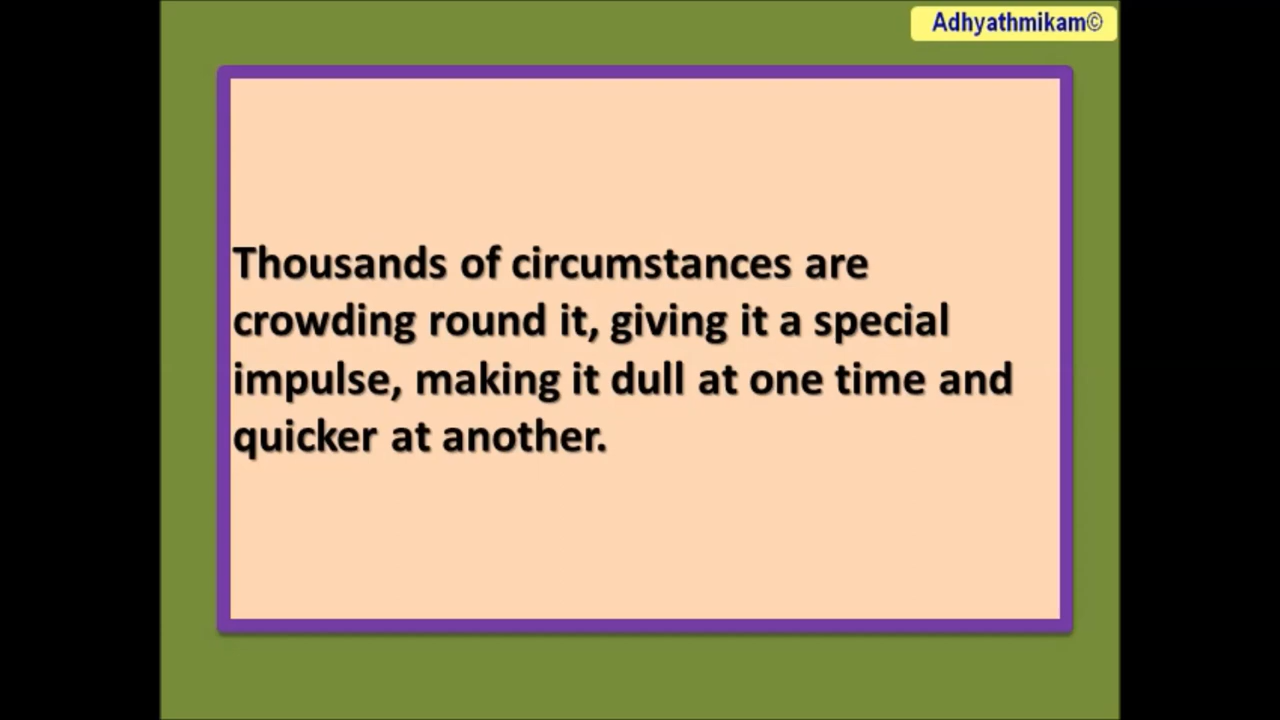 Adhyathmikam©
Thousands of circumstances are
crowding round it, giving it a special
impulse, making it dull at one time and
quicker at another.